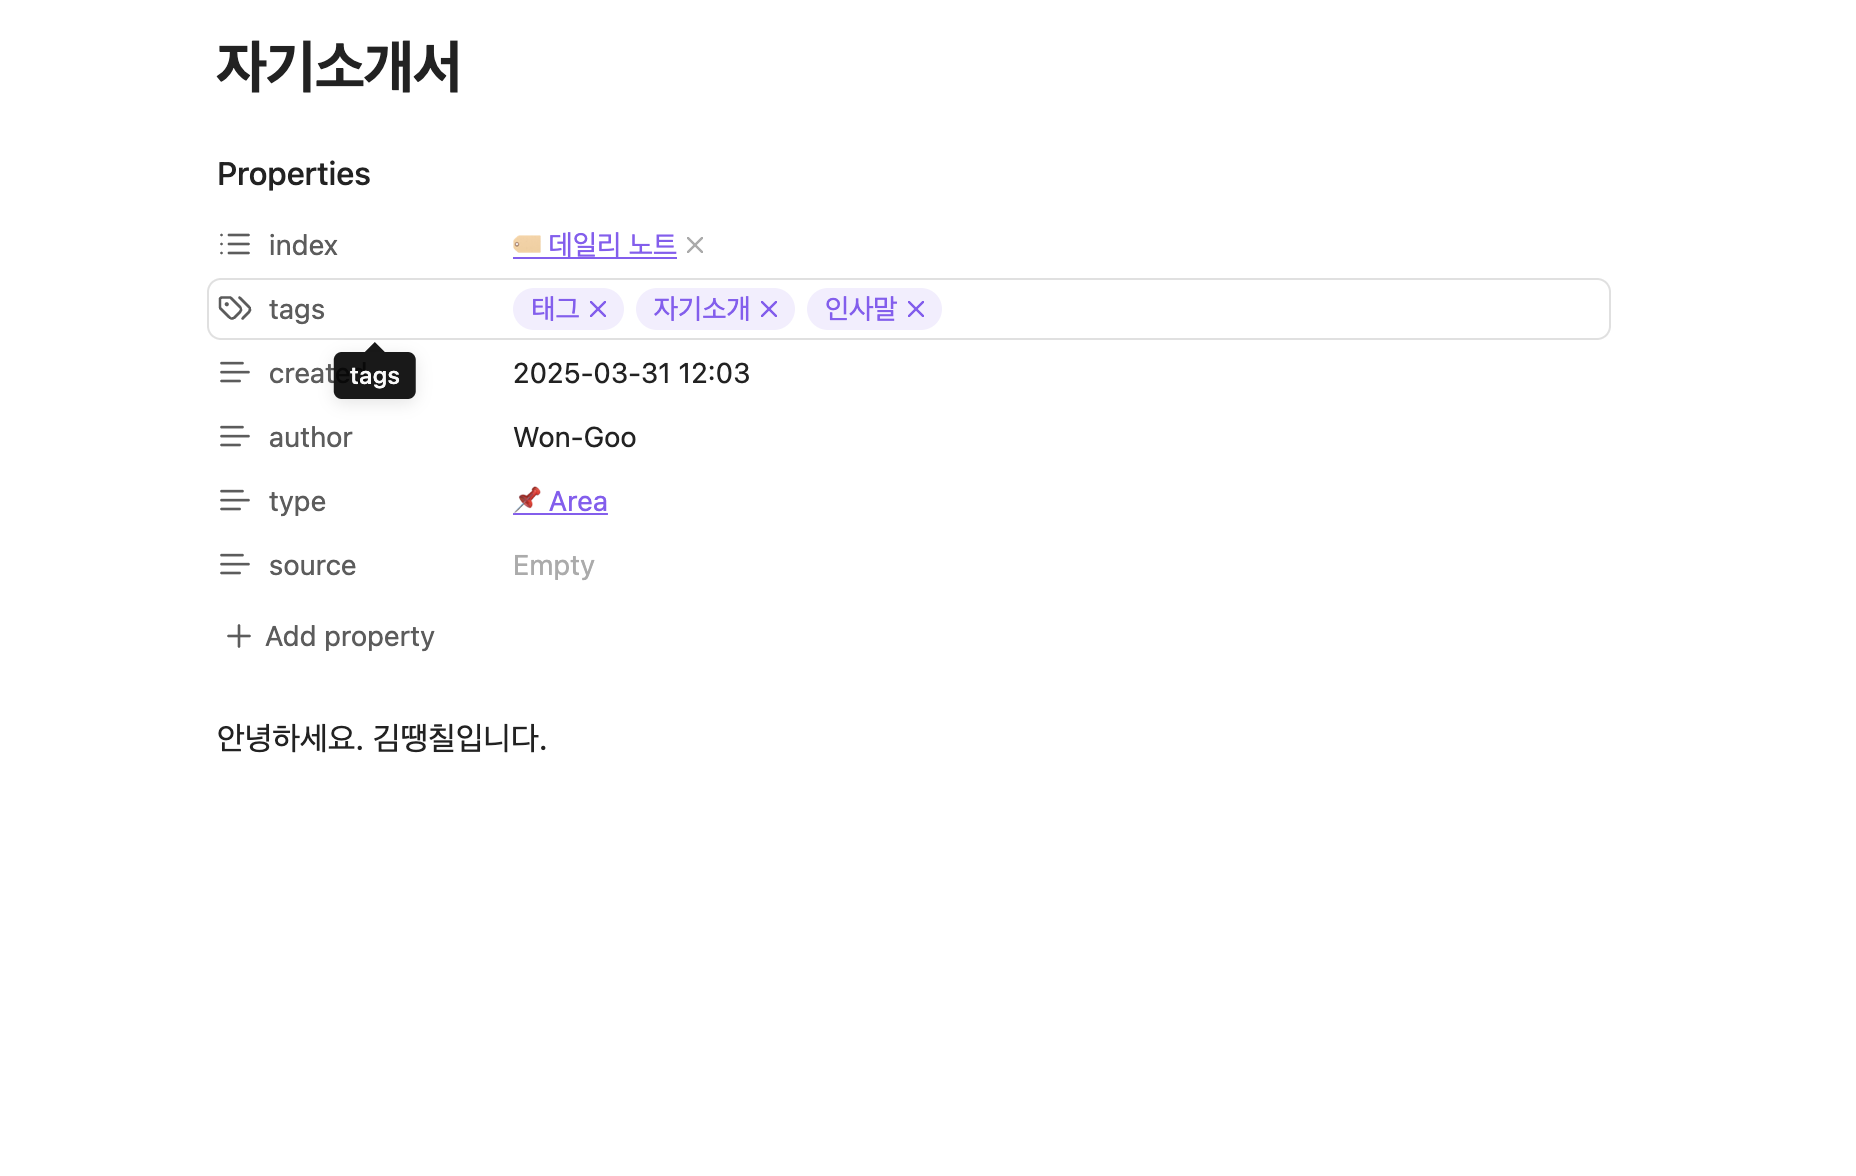 자기소개서
Properties
index 데일리 노트
tags 태그 자기소개 인사말
tags
created 2025-03-31 12:03
author Won-Goo
type Area
source Empty
Add property
안녕하세요. 김땡칠입니다.